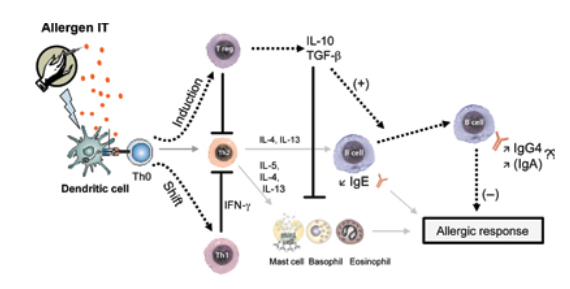 Allergen IT
T reg
IL-10
TGF-β
(+)
Induction
B cell
IL-4, IL-13
↗ IgG4 ??
↗ (IgA)
Th2
B cell
Dendritic cell
Th0
IL-5,
IL-4,
IL-13
↙ IgE
(–)
Shift
IFN-γ
Allergic response
Th1
Mast cell Basophil Eosinophil